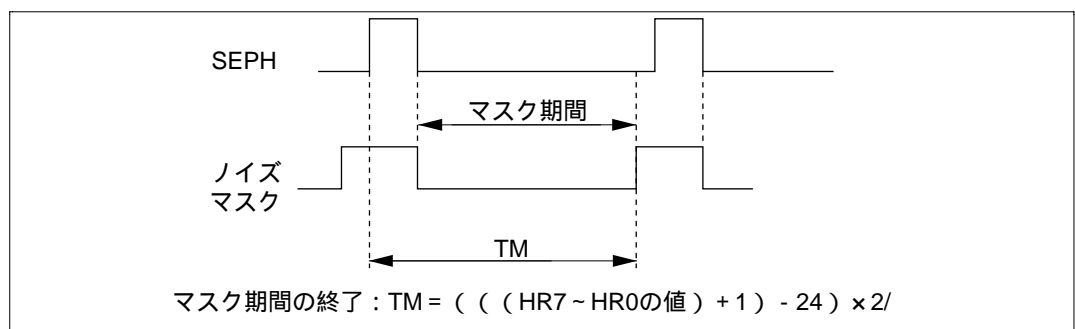 SEPH
マスク期間
ノイズ
マスク
TM
マスク期間の終了：TM =（（（HR7～HR0の値）+ 1）- 24）× 2/